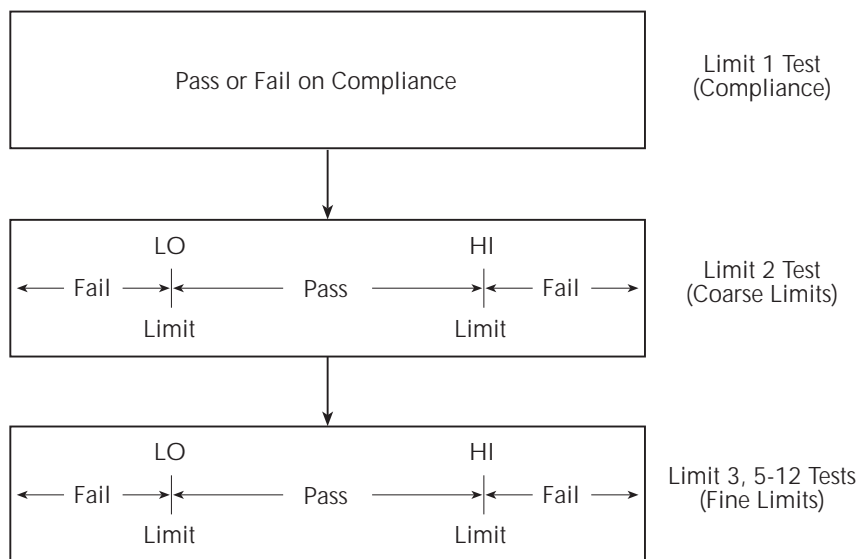 Pass or Fail on Compliance
Limit 1 Test
(Compliance)
LO HI
Fail Pass Fail
Limit Limit
Limit 2 Test
(Coarse Limits)
LO HI
Fail Pass Fail
Limit Limit
Limit 3, 5-12 Tests
(Fine Limits)